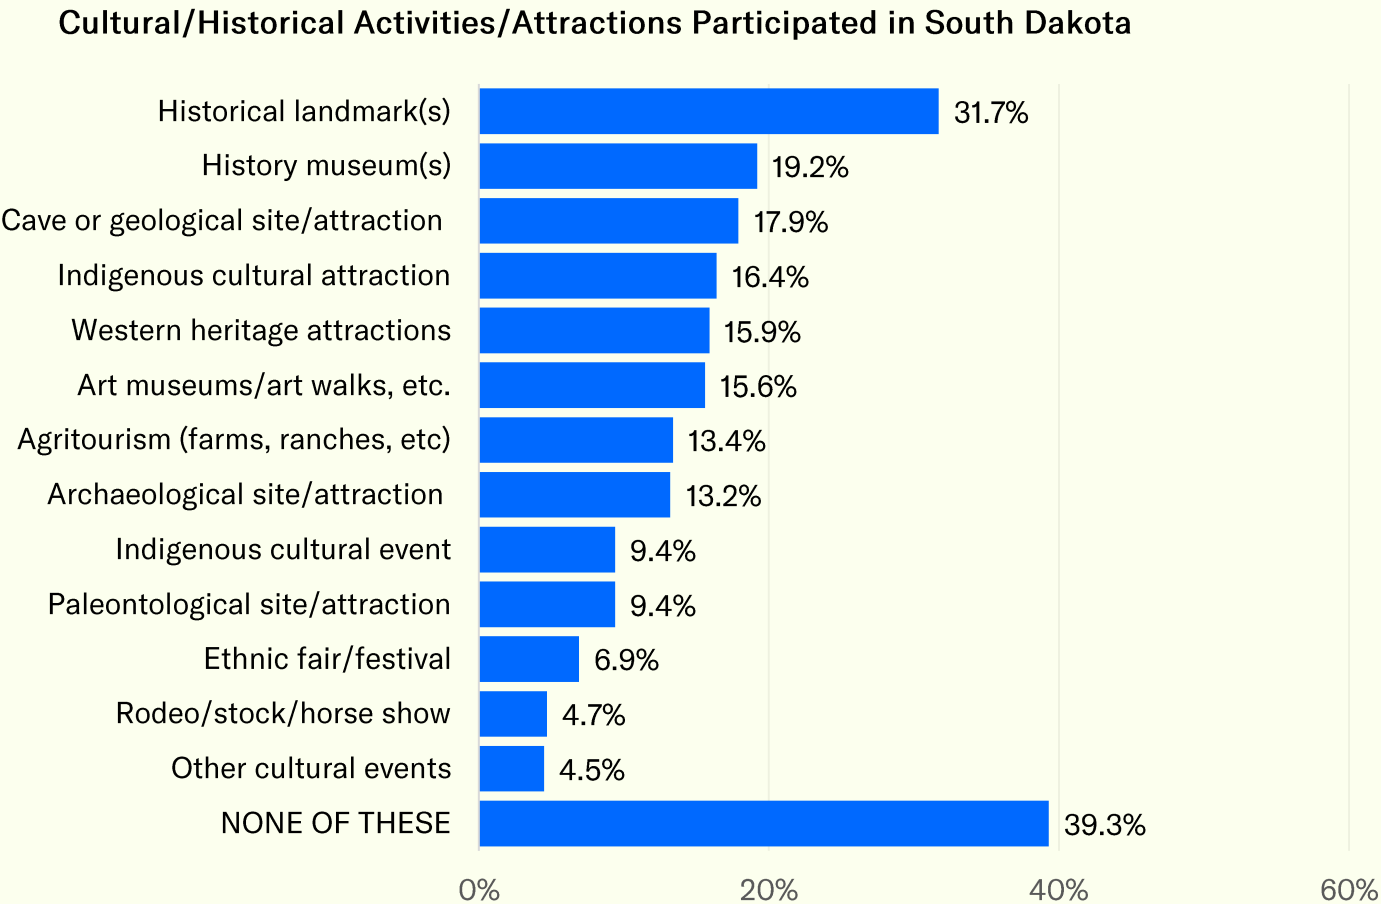 Cultural/Historical Activities/Attractions Participated in South Dakota
Historical landmark(s) 31.7%
History museum(s) 19.2%
Cave or geological site/attraction 17.9%
Indigenous cultural attraction 16.4%
Western heritage attractions 15.9%
Art museums/art walks, etc. 15.6%
Agritourism (farms, ranches, etc) 13.4%
Archaeological site/attraction 13.2%
Indigenous cultural event 9.4%
Paleontological site/attraction 9.4%
Ethnic fair/festival 6.9%
Rodeo/stock/horse show 4.7%
Other cultural events 4.5%
NONE OF THESE 39.3%
0% 20% 40% 60%